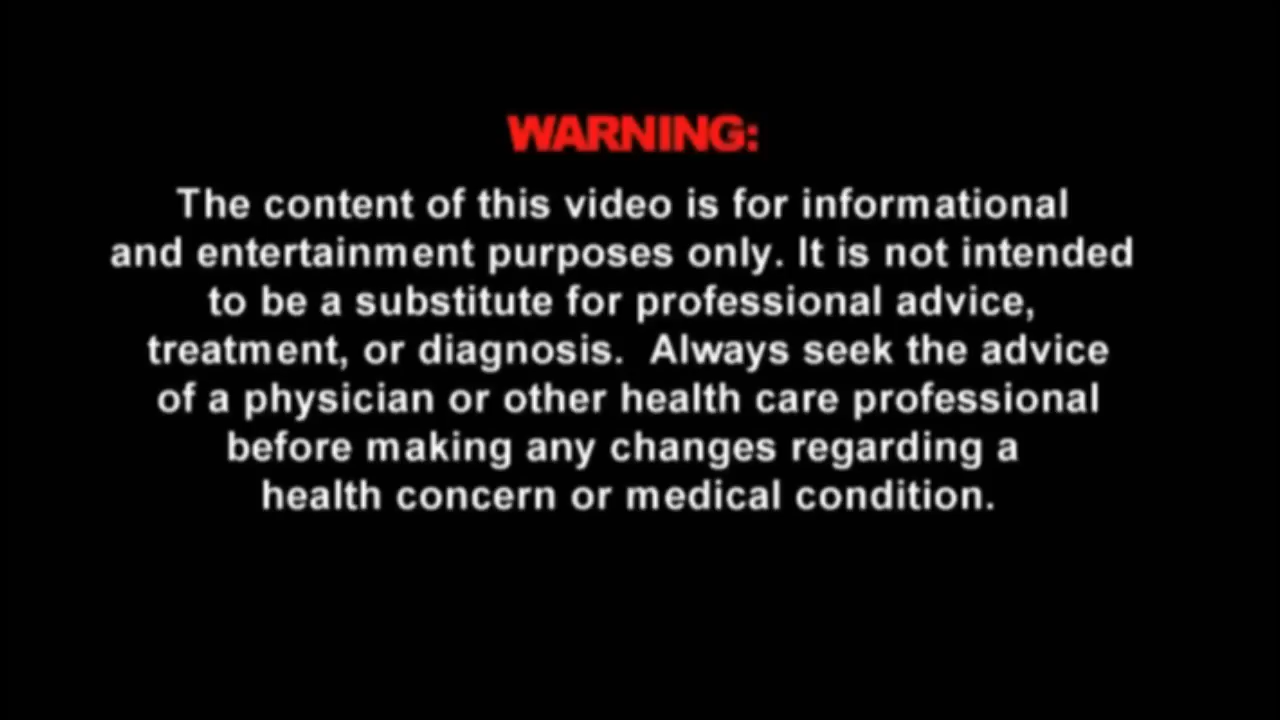 WARNING:
The content of this video is for informational
and entertainment purposes only. It is not intended
to be a substitute for professional advice,
treatment, or diagnosis.  Always seek the advice
of a physician or other health care professional
before making any changes regarding a
health concern or medical condition.